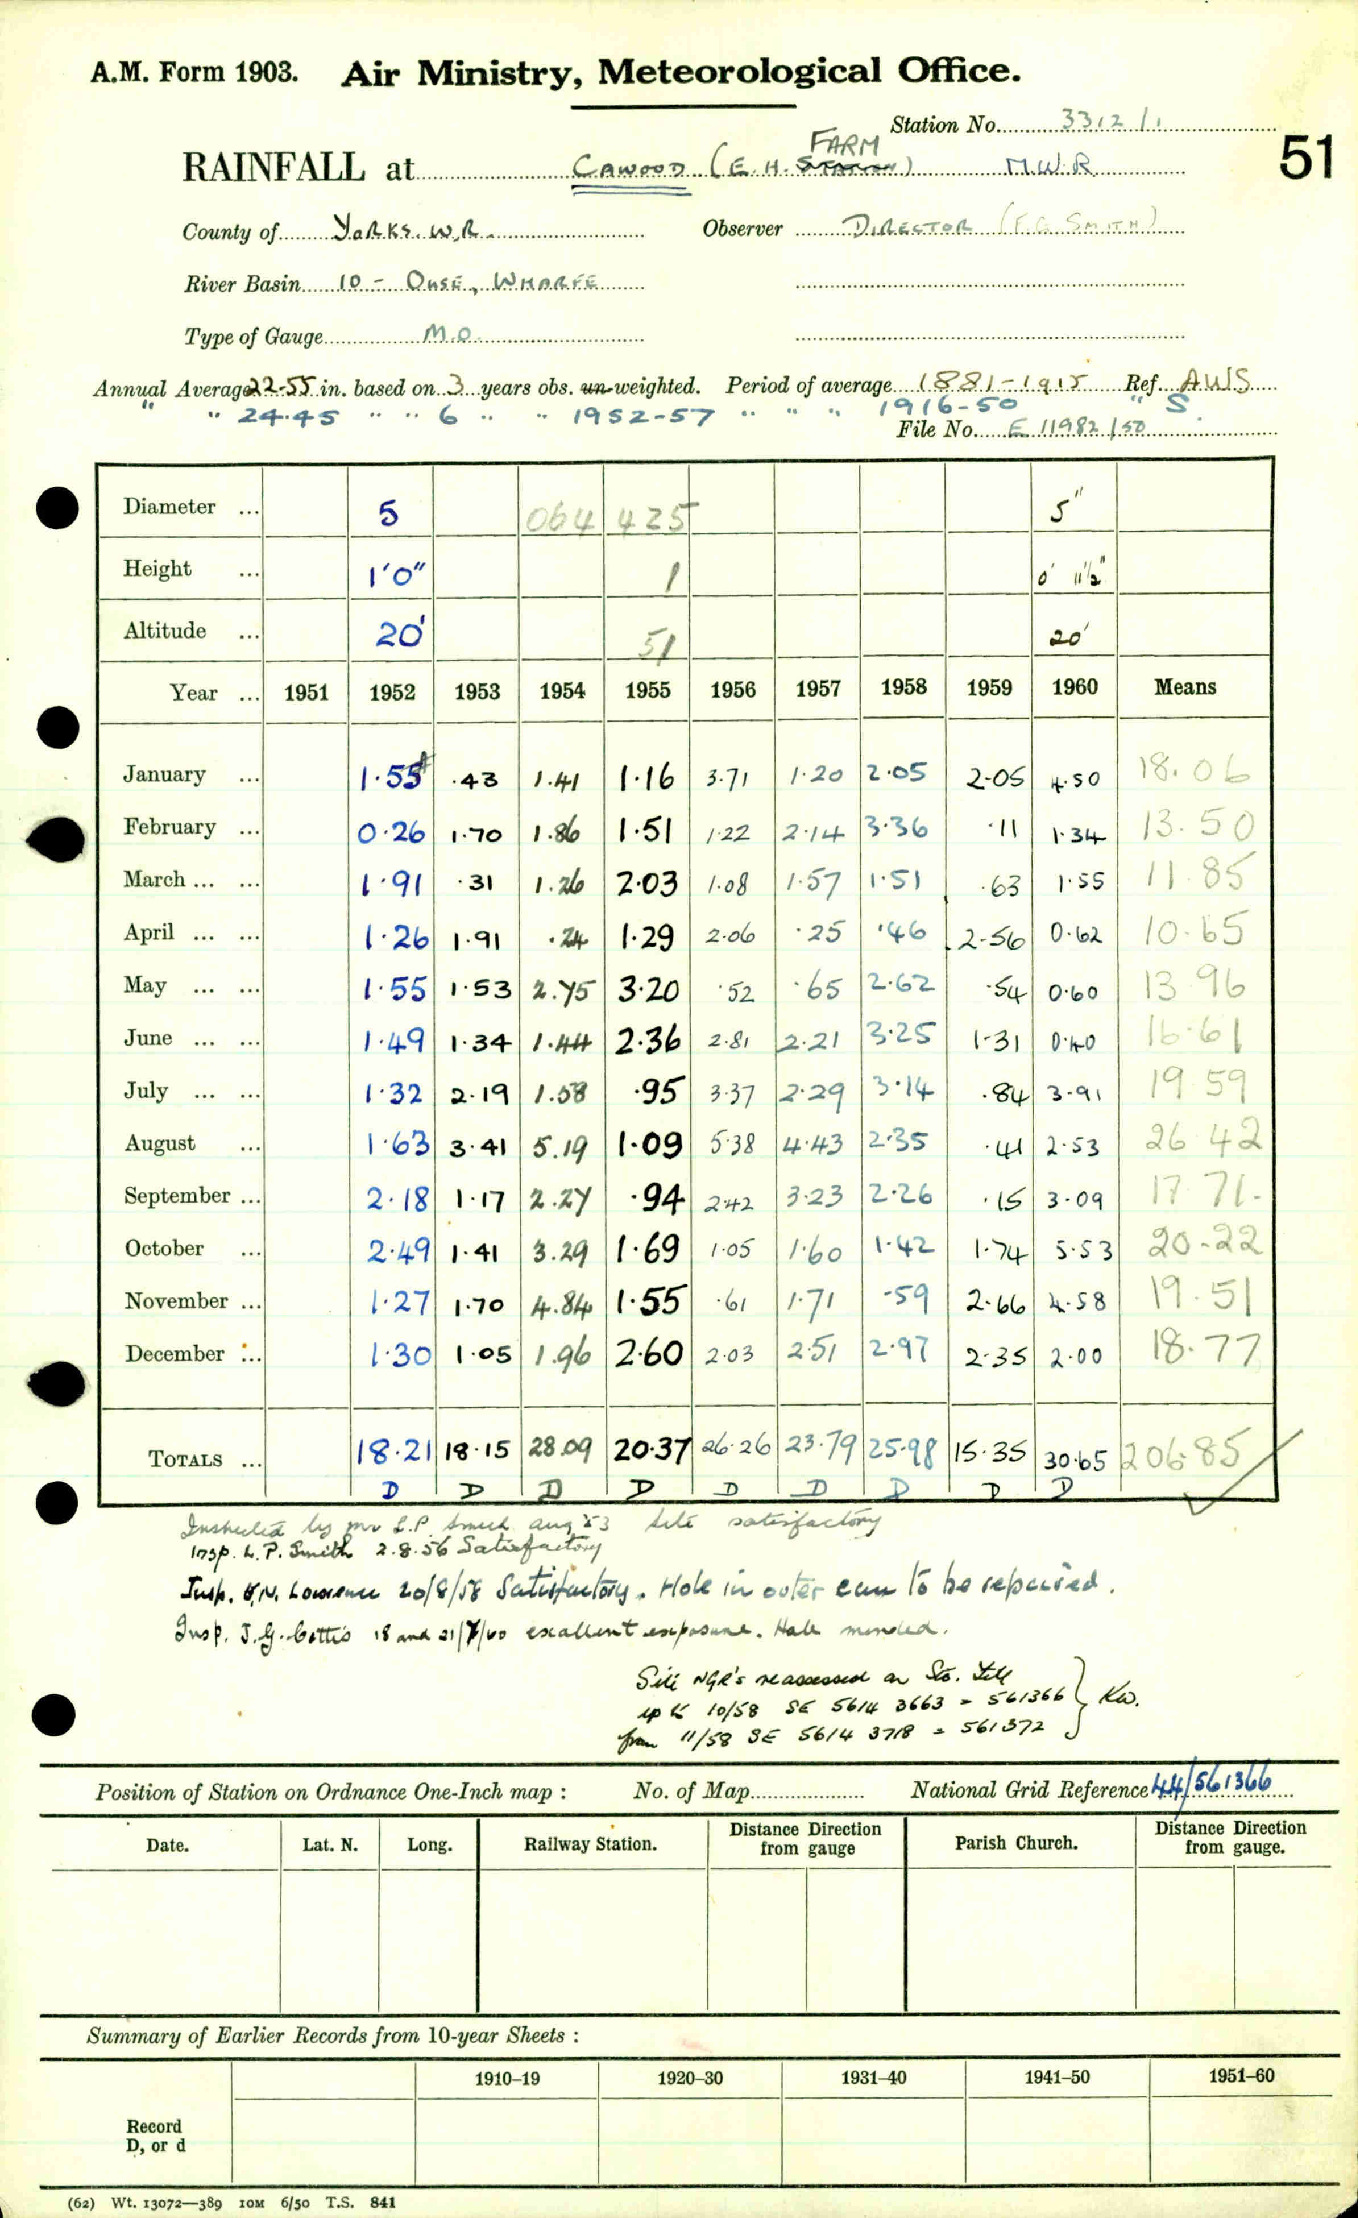 A.M. Form 1903. Air Ministry, Meteorological Office.
Station No. 3312/1
51
RAINFALL at CAWOOD (E.H. STATION FARM) M.W.R.
County of YORKS. W.R. Observer DIRECTOR (F.G. SMITH)
River Basin 10 - OUSE, WHARFE
Type of Gauge M.O.
Annual Average 22.55 in. based on 3 years obs. un-weighted. Period of average 1881-1915 Ref. AWS
" " 24.45 " " 6 " " 1952-57 " " " 1916-50 " S.
File No. E 11982/50
Diameter ... 5 064 425 5"
Height ... 1'0" 1 0' 11½"
Altitude ... 20' 51 20'
Year ... 1951 1952 1953 1954 1955 1956 1957 1958 1959 1960 Means
January ... 1.55 .43 1.41 1.16 3.71 1.20 2.05 2.05 4.50 18.06
February ... 0.26 1.70 1.86 1.51 1.22 2.14 3.36 .11 1.34 13.50
March ... ... 1.91 .31 1.26 2.03 1.08 1.57 1.51 .63 1.55 11.85
April ... ... 1.26 1.91 .24 1.29 2.06 .25 .46 2.56 0.62 10.65
May ... ... 1.55 1.53 2.75 3.20 .52 .65 2.62 .54 0.60 13.96
June ... ... 1.49 1.34 1.44 2.36 2.81 2.21 3.25 1.31 0.40 16.61
July ... ... 1.32 2.19 1.58 .95 3.37 2.29 3.14 .84 3.91 19.59
August ... 1.63 3.41 5.19 1.09 5.38 4.43 2.35 .41 2.53 26.42
September ... 2.18 1.17 2.27 .94 2.42 3.23 2.26 .15 3.09 17.71
October ... 2.49 1.41 3.29 1.69 1.05 1.60 1.42 1.74 5.53 20.22
November ... 1.27 1.70 4.84 1.55 .61 1.71 .59 2.66 4.58 19.51
December ... 1.30 1.05 1.96 2.60 2.03 2.51 2.97 2.35 2.00 18.77
TOTALS ... 18.21 18.15 28.09 20.37 26.26 23.79 25.98 15.35 30.65 206.85
D D D D D D D D D
Inspected by Mr L.P. Smith Aug 53 Site satisfactory
Insp. L.P. Smith 2.8.56 Satisfactory
Insp. E.N. Lawrence 20/8/58 Satisfactory. Hole in outer can to be repaired.
Insp. J.G. Cottis 18 and 21/7/60 excellent exposure. Hole mended.
Site NGR's reassessed on Stn. File
up to 10/58 SE 5614 3663 = 561366 } Kw.
from 11/58 SE 5614 3718 = 561372
Position of Station on Ordnance One-Inch map : No. of Map National Grid Reference 44/561366
Date. Lat. N. Long. Railway Station. Distance Direction from gauge Parish Church. Distance Direction from gauge.
Summary of Earlier Records from 10-year Sheets :
1910–19 1920–30 1931–40 1941–50 1951–60
Record
D, or d
(62) Wt. 13072—389 10M 6/50 T.S. 841